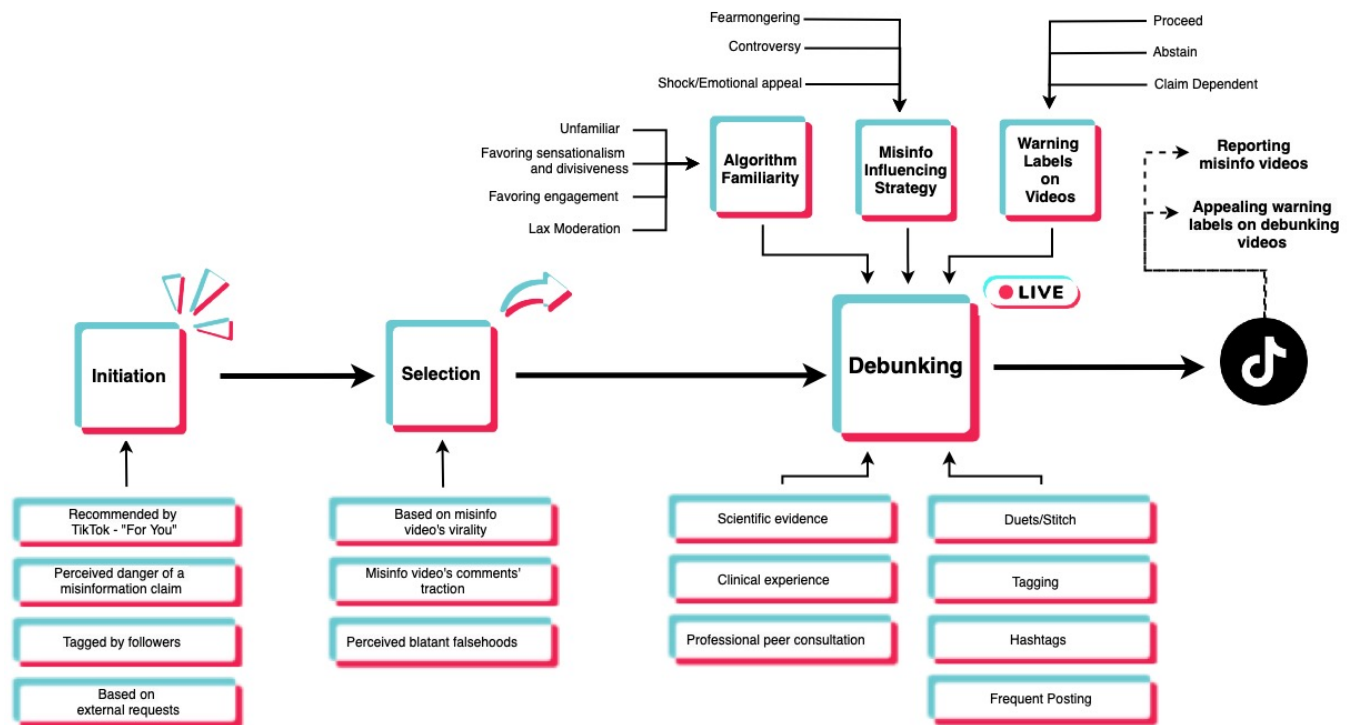 Fearmongering
Controversy
Shock/Emotional appeal
Proceed
Abstain
Claim Dependent
Unfamiliar
Favoring sensationalism
and divisiveness
Favoring engagement
Lax Moderation
Algorithm
Familiarity
Misinfo
Influencing
Strategy
Warning
Labels
on
Videos
Reporting
misinfo videos
Appealing warning
labels on debunking
videos
LIVE
Initiation
Selection
Debunking
Recommended by
TikTok - "For You"
Perceived danger of a
misinformation claim
Tagged by followers
Based on
external requests
Based on misinfo
video's virality
Misinfo video's comments'
traction
Perceived blatant falsehoods
Scientific evidence
Clinical experience
Professional peer consultation
Duets/Stitch
Tagging
Hashtags
Frequent Posting